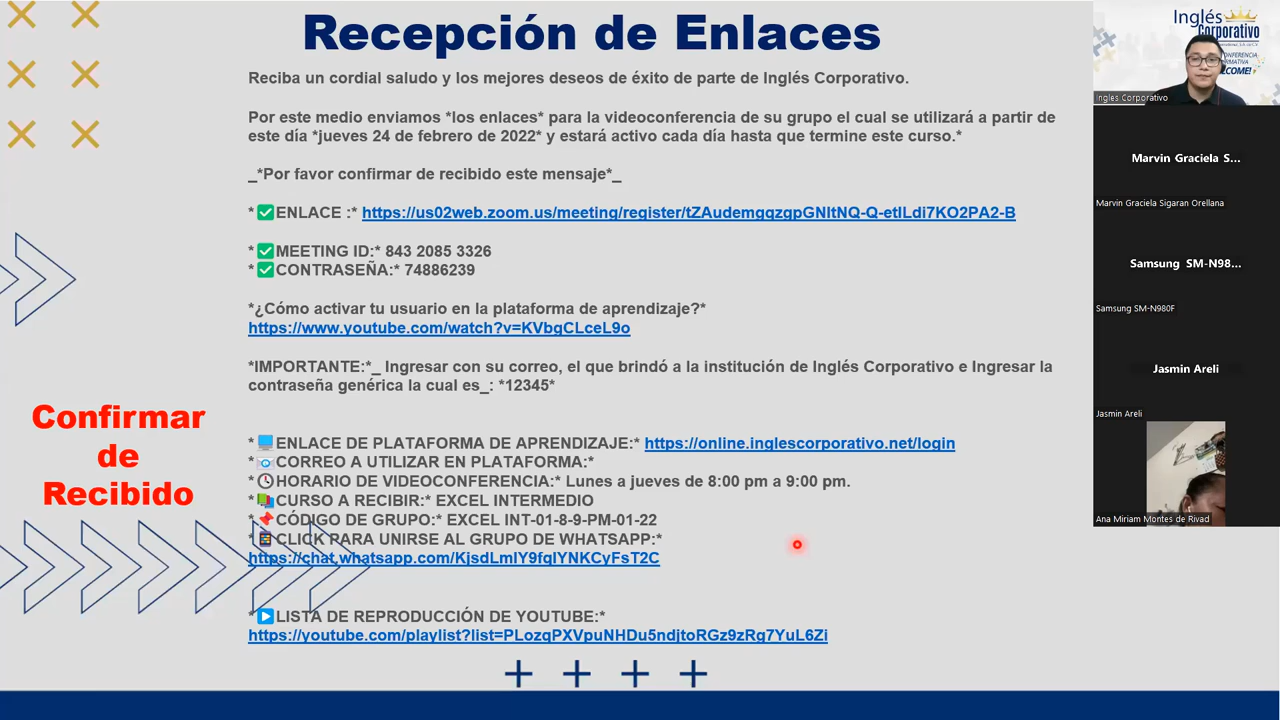 Recepción de Enlaces
Reciba un cordial saludo y los mejores deseos de éxito de parte de Inglés Corporativo.
Por este medio enviamos *los enlaces* para la videoconferencia de su grupo el cual se utilizará a partir de
este día *jueves 24 de febrero de 2022* y estará activo cada día hasta que termine este curso.*
_*Por favor confirmar de recibido este mensaje*_
*✅ENLACE :* https://us02web.zoom.us/meeting/register/tZAudemgqzgpGNItNQ-Q-etILdi7KO2PA2-B
*✅MEETING ID:* 843 2085 3326
*✅CONTRASEÑA:* 74886239
*¿Cómo activar tu usuario en la plataforma de aprendizaje?*
https://www.youtube.com/watch?v=KVbgCLceL9o
*IMPORTANTE:*_ Ingresar con su correo, el que brindó a la institución de Inglés Corporativo e Ingresar la
contraseña genérica la cual es_: *12345*
Confirmar
de
Recibido
*🖥️ENLACE DE PLATAFORMA DE APRENDIZAJE:* https://online.inglescorporativo.net/login
*📧CORREO A UTILIZAR EN PLATAFORMA:*
*🕓HORARIO DE VIDEOCONFERENCIA:* Lunes a jueves de 8:00 pm a 9:00 pm.
*📚CURSO A RECIBIR:* EXCEL INTERMEDIO
*📌CÓDIGO DE GRUPO:* EXCEL INT-01-8-9-PM-01-22
*📱CLICK PARA UNIRSE AL GRUPO DE WHATSAPP:*
https://chat.whatsapp.com/KjsdLmIY9fqIYNKCyFsT2C
*▶️LISTA DE REPRODUCCIÓN DE YOUTUBE:*
https://youtube.com/playlist?list=PLozqPXVpuNHDu5ndjtoRGz9zRg7YuL6Zi
Inglés
Corporativo
Inglés Corporativo
Marvin Graciela S...
Marvin Graciela Sigaran Orellana
Samsung SM-N98...
Samsung SM-N980F
Jasmin Areli
Jasmin Areli
Ana Miriam Montes de Rivad